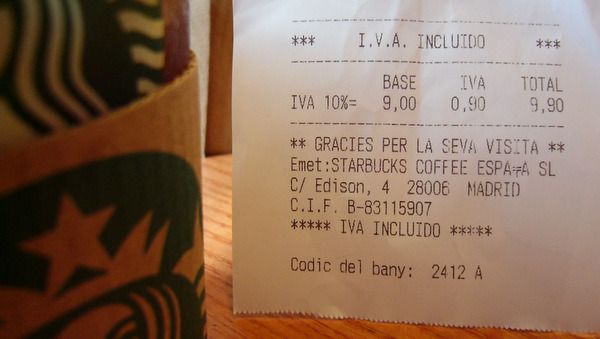 *** I.V.A. INCLUIDO ***
BASE IVA TOTAL
IVA 10%= 9,00 0,90 9,90
** GRACIES PER LA SEVA VISITA **
Emet:STARBUCKS COFFEE ESPAÑA SL
C/ Edison, 4 28006 MADRID
C.I.F. B-83115907
***** IVA INCLUIDO *****
Codic del bany: 2412 A